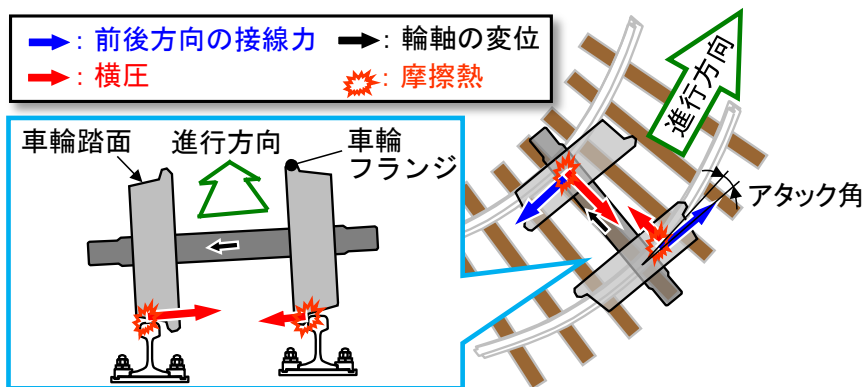 : 前後方向の接線力
: 輪軸の変位
: 横圧
: 摩擦熱
車輪踏面
進行方向
車輪
フランジ
進行方向
アタック角